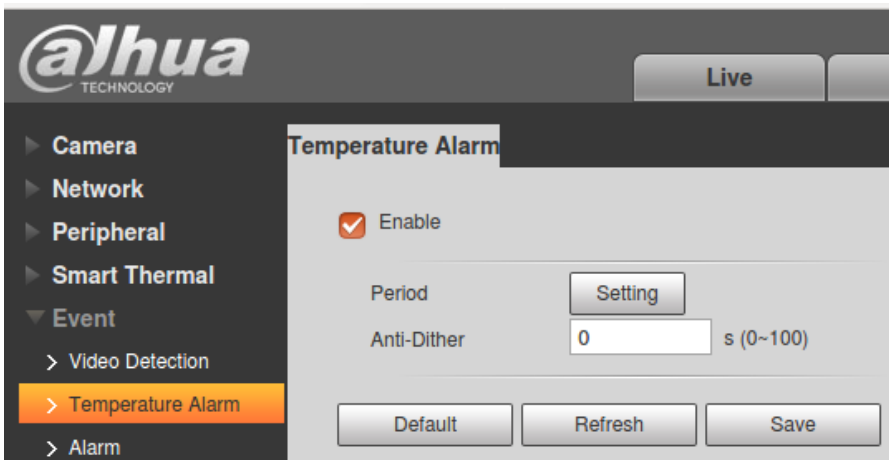 alhua
TECHNOLOGY
Live
Camera
Network
Peripheral
Smart Thermal
Event
Video Detection
Temperature Alarm
Alarm
Temperature Alarm
Enable
Period Setting
Anti-Dither 0 s (0~100)
Default Refresh Save